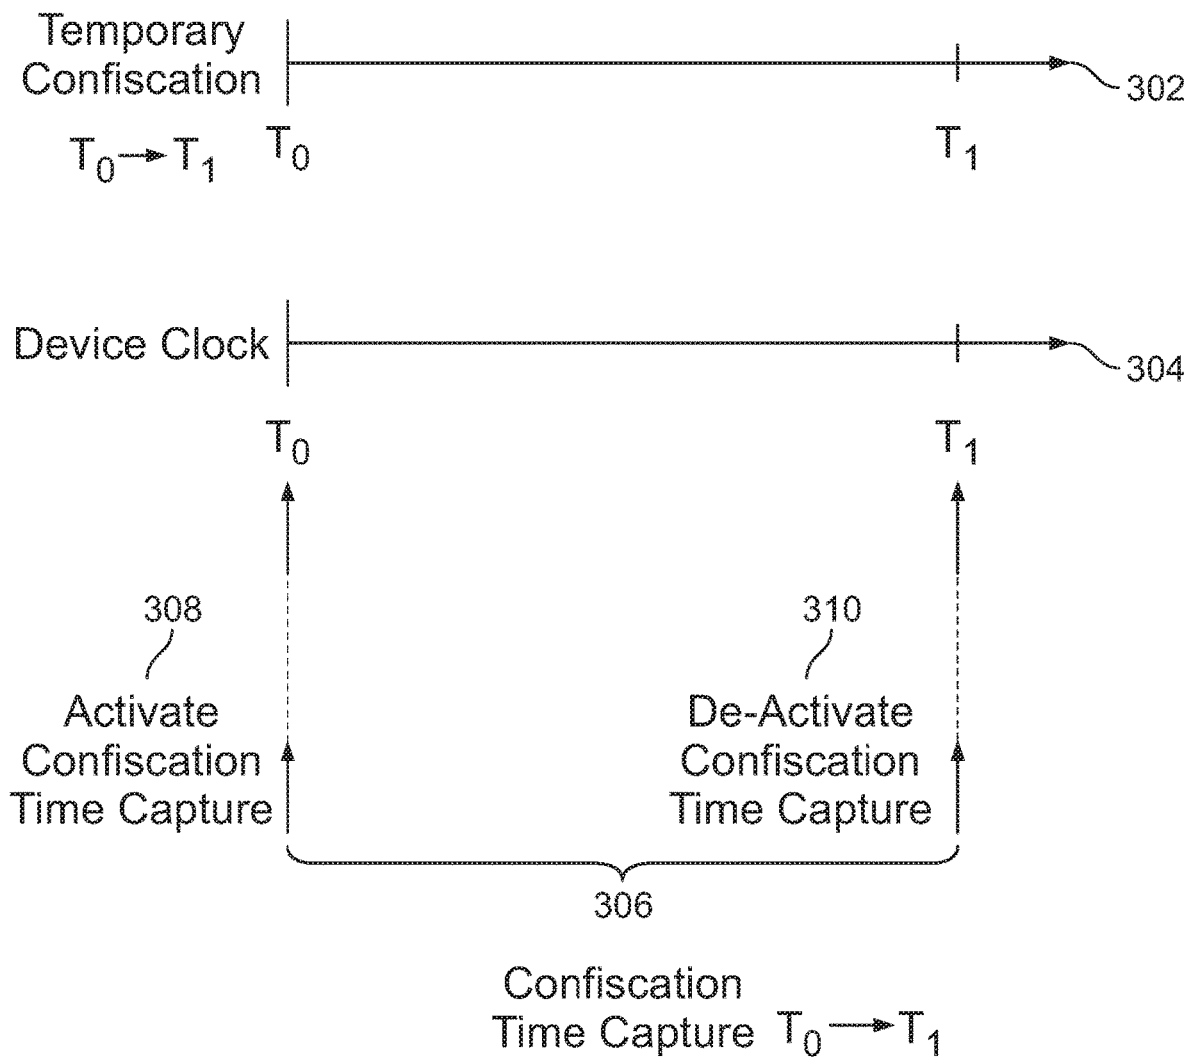 Temporary
Confiscation
T0 → T1
T0
T1
302
Device Clock
304
T0
T1
308
Activate
Confiscation
Time Capture
310
De-Activate
Confiscation
Time Capture
306
Confiscation
Time Capture T0 → T1